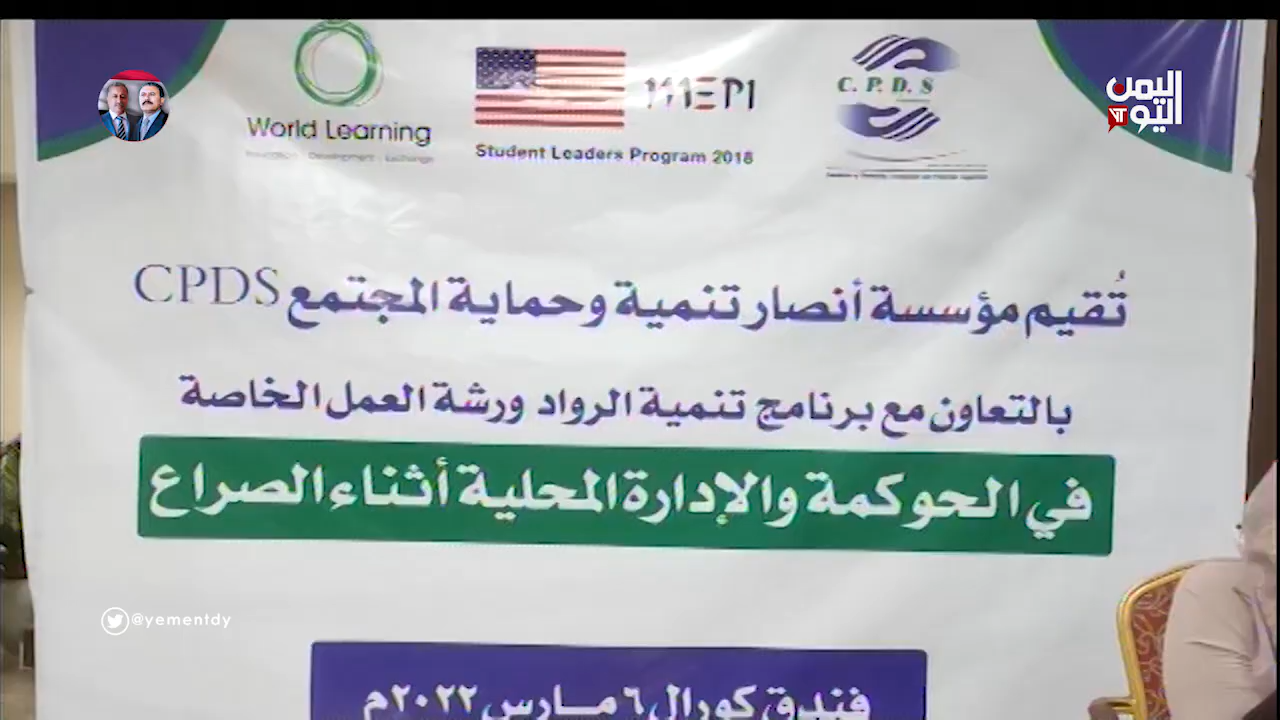 World Learning
MEPI
Student Leaders Program 2018
C. P. D. S
اليمن
اليوم
تُقيم مؤسسة أنصار تنمية وحماية المجتمع CPDS
بالتعاون مع برنامج تنمية الرواد ورشة العمل الخاصة
في الحوكمة والإدارة المحلية أثناء الصراع
@yementdy
فندق كورال ٦ مارس ٢٠٢٢م